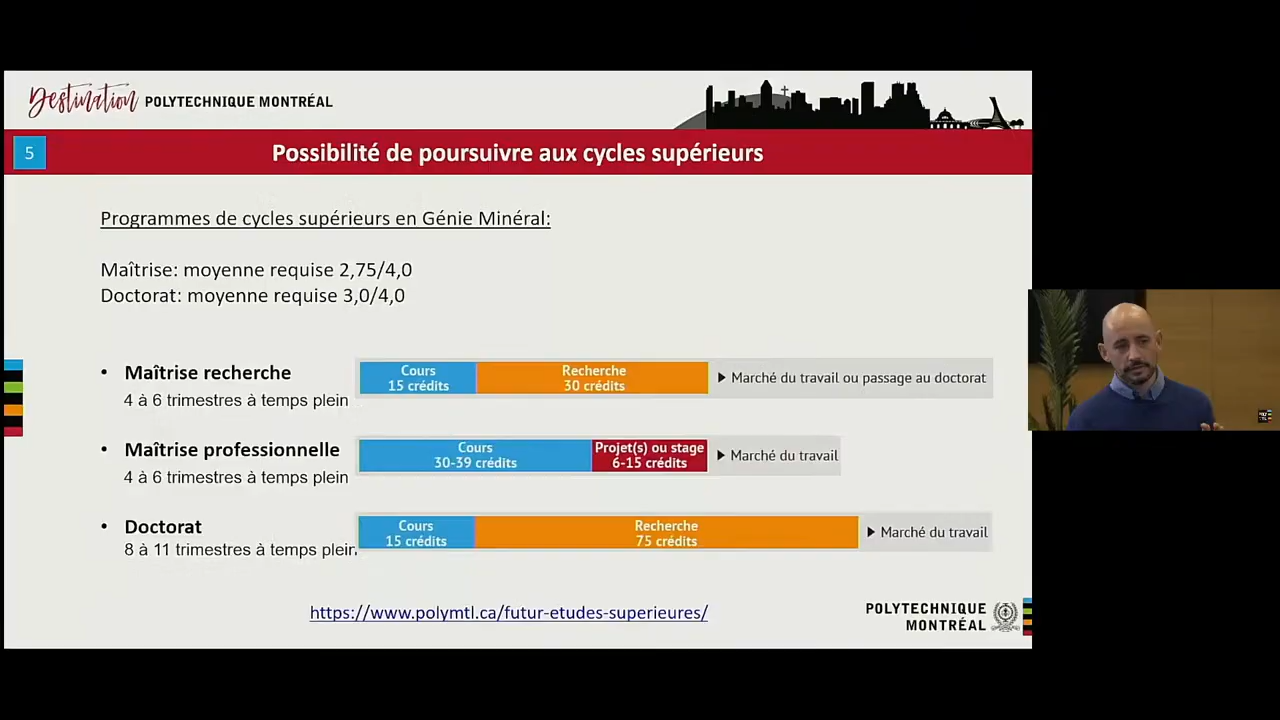 Destination POLYTECHNIQUE MONTRÉAL
5
Possibilité de poursuivre aux cycles supérieurs
Programmes de cycles supérieurs en Génie Minéral:
Maîtrise: moyenne requise 2,75/4,0
Doctorat: moyenne requise 3,0/4,0
• Maîtrise recherche
4 à 6 trimestres à temps plein
Cours
15 crédits
Recherche
30 crédits
Marché du travail ou passage au doctorat
• Maîtrise professionnelle
4 à 6 trimestres à temps plein
Cours
30-39 crédits
Projet(s) ou stage
6-15 crédits
Marché du travail
• Doctorat
8 à 11 trimestres à temps plein
Cours
15 crédits
Recherche
75 crédits
Marché du travail
https://www.polymtl.ca/futur-etudes-superieures/
POLYTECHNIQUE
MONTRÉAL